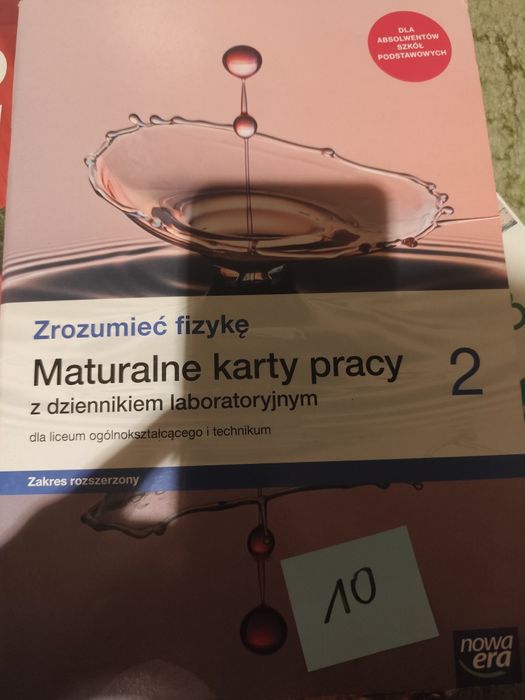 DLA
ABSOLWENTÓW
SZKÓŁ
PODSTAWOWYCH
Zrozumieć fizykę
Maturalne karty pracy 2
z dziennikiem laboratoryjnym
dla liceum ogólnokształcącego i technikum
Zakres rozszerzony
10
nowa
era